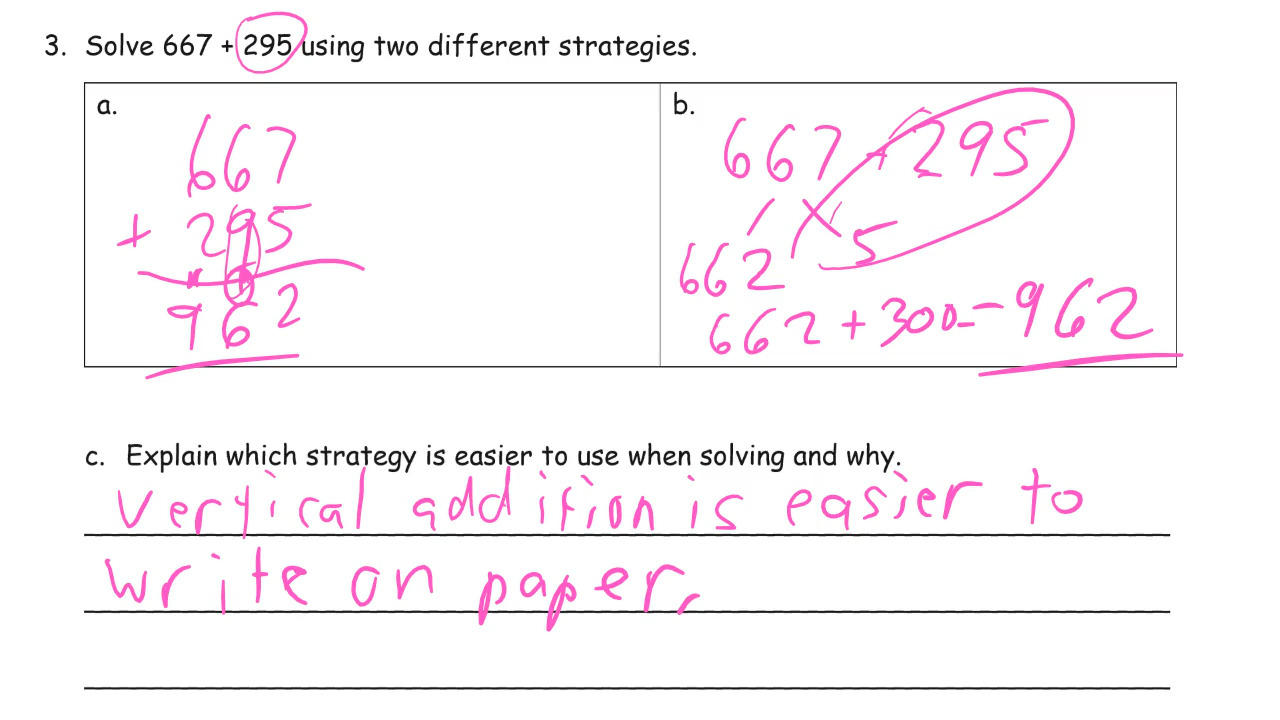 3. Solve 667 + 295 using two different strategies.
a.
667
+ 295
962
b.
667 + 295
662 5
662 + 300 = 962
c. Explain which strategy is easier to use when solving and why.
Vertical addition is easier to
write on paper.